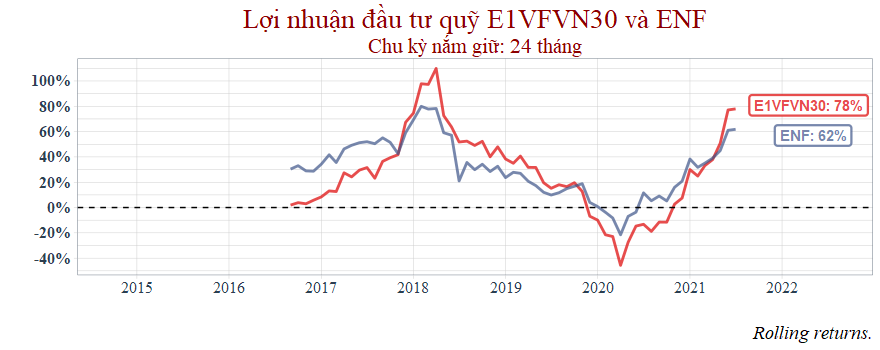 Lợi nhuận đầu tư quỹ E1VFVN30 và ENF
Chu kỳ nắm giữ: 24 tháng
100%
80%
60%
40%
20%
0%
-20%
-40%
E1VFVN30: 78%
ENF: 62%
2015 2016 2017 2018 2019 2020 2021 2022
Rolling returns.